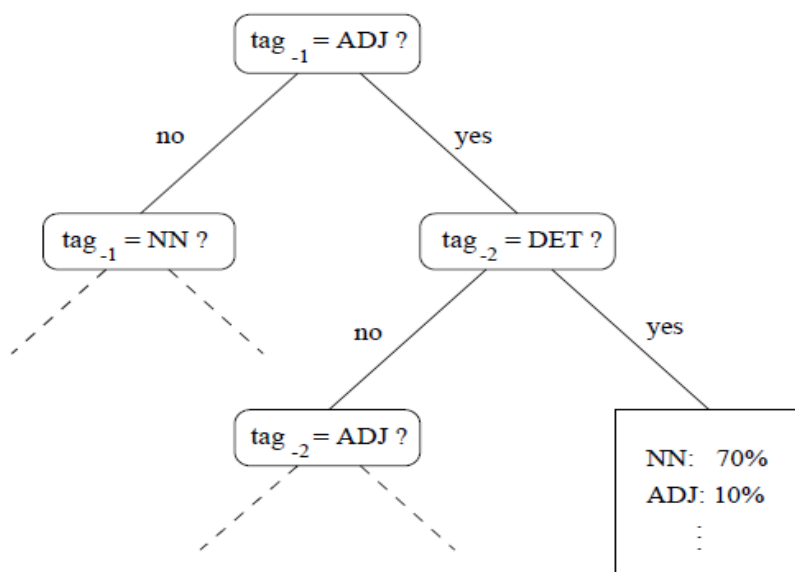 tag -1 = ADJ ?
no
yes
tag -1 = NN ?
tag -2 = DET ?
no
yes
tag -2 = ADJ ?
NN: 70%
ADJ: 10%